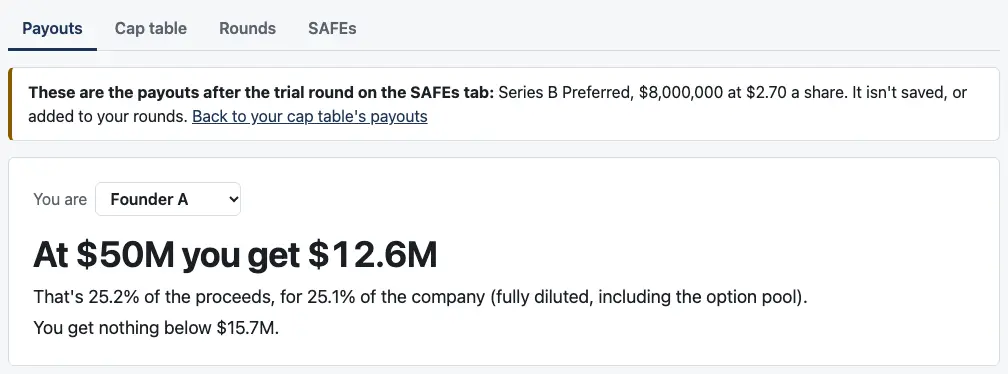 Payouts Cap table Rounds SAFEs
These are the payouts after the trial round on the SAFEs tab: Series B Preferred, $8,000,000 at $2.70 a share. It isn't saved, or
added to your rounds. Back to your cap table's payouts
You are Founder A
At $50M you get $12.6M
That's 25.2% of the proceeds, for 25.1% of the company (fully diluted, including the option pool).
You get nothing below $15.7M.